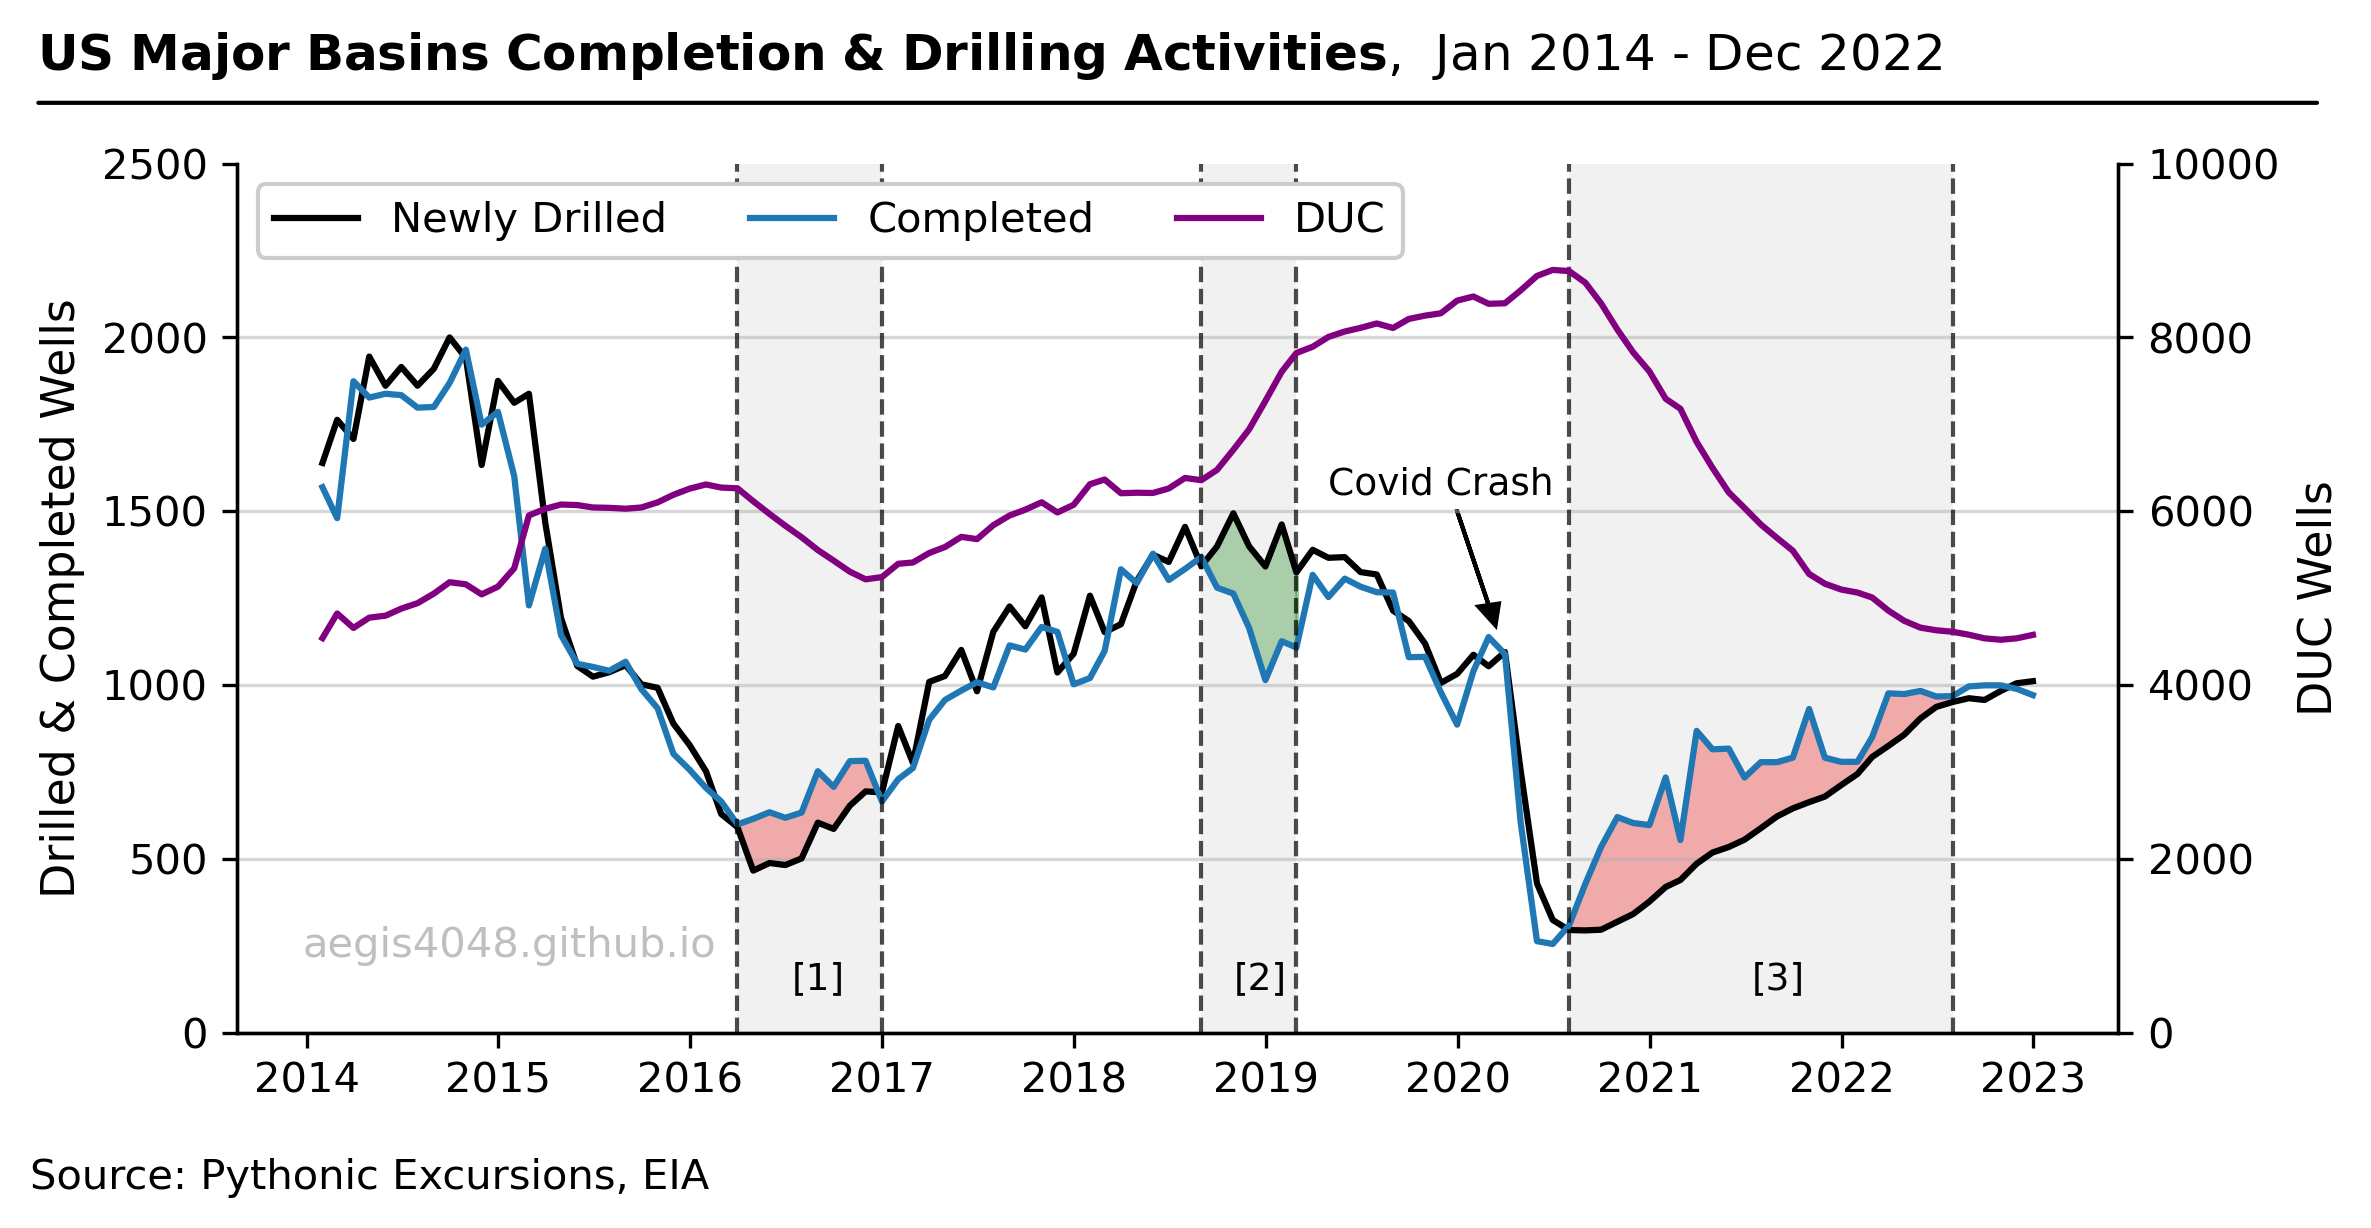 US Major Basins Completion & Drilling Activities, Jan 2014 - Dec 2022
2500
2000
1500
1000
500
0
Drilled & Completed Wells
Newly Drilled
Completed
DUC
10000
8000
6000
4000
2000
0
DUC Wells
Covid Crash
aegis4048.github.io
[1]
[2]
[3]
2014
2015
2016
2017
2018
2019
2020
2021
2022
2023
Source: Pythonic Excursions, EIA